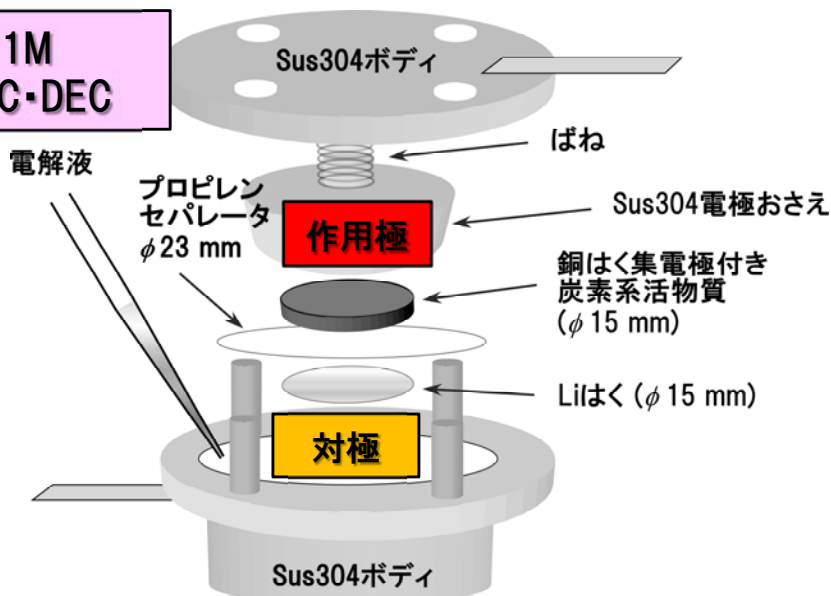 1M
C・DEC
電解液
Sus304ボディ
ばね
プロピレン
セパレータ
φ23 mm
作用極
Sus304電極おさえ
銅はく集電極付き
炭素系活物質
(φ15 mm)
Liはく (φ15 mm)
対極
Sus304ボディ